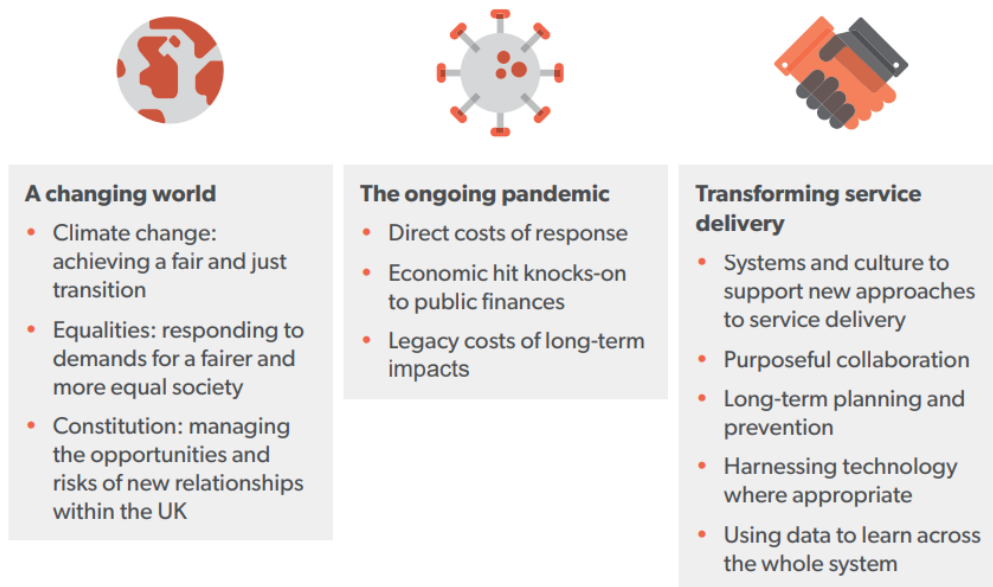 A changing world
• Climate change:
achieving a fair and just
transition
• Equalities: responding to
demands for a fairer and
more equal society
• Constitution: managing
the opportunities and
risks of new relationships
within the UK
The ongoing pandemic
• Direct costs of response
• Economic hit knocks-on
to public finances
• Legacy costs of long-term
impacts
Transforming service
delivery
• Systems and culture to
support new approaches
to service delivery
• Purposeful collaboration
• Long-term planning and
prevention
• Harnessing technology
where appropriate
• Using data to learn across
the whole system